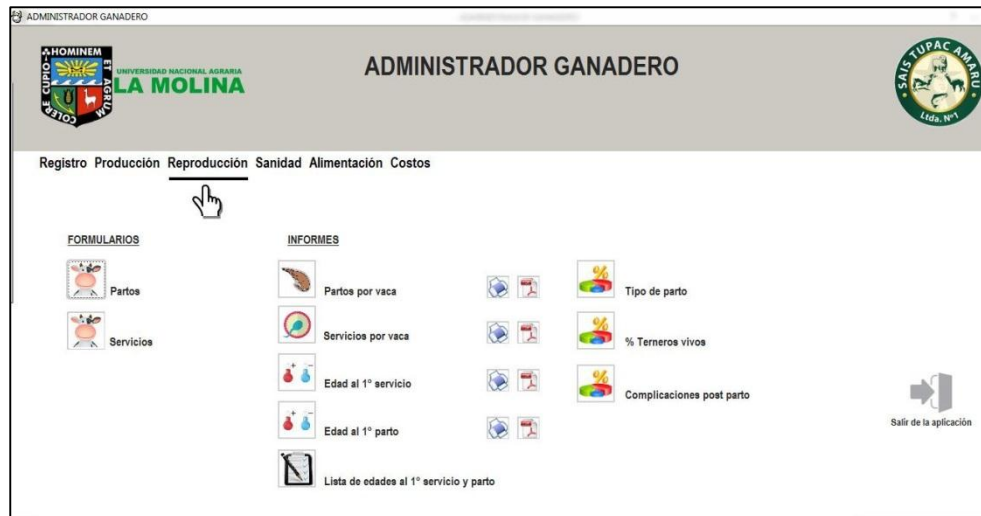 ADMINISTRADOR GANADERO
HOMINEM
ET AGRUM
COLERE CUPIO
UNIVERSIDAD NACIONAL AGRARIA
LA MOLINA
ADMINISTRADOR GANADERO
SAIS TUPAC AMARU
Ltda. Nº1
Registro Producción Reproducción Sanidad Alimentación Costos
FORMULARIOS
Partos
Servicios
INFORMES
Partos por vaca
Servicios por vaca
Edad al 1° servicio
Edad al 1° parto
Lista de edades al 1° servicio y parto
%
Tipo de parto
%
% Terneros vivos
%
Complicaciones post parto
Salir de la aplicación